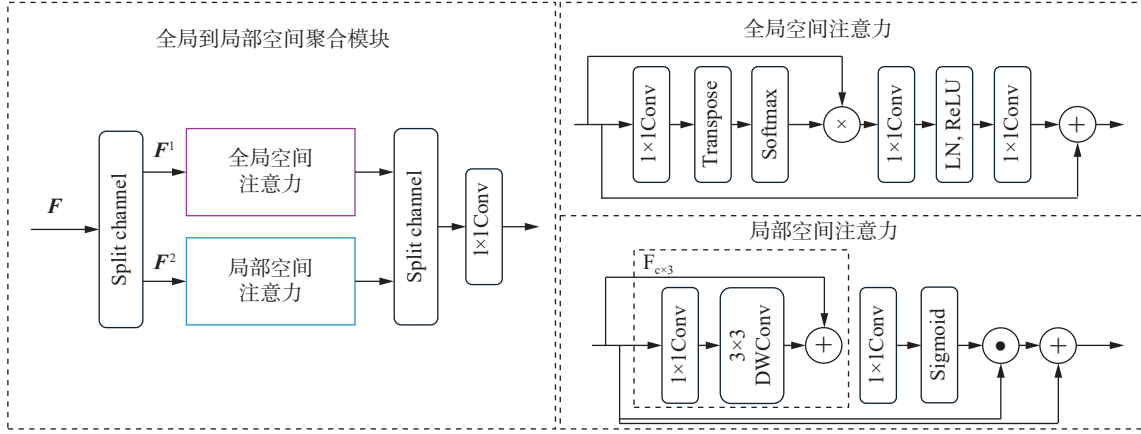 全局到局部空间聚合模块
F
Split channel
F¹
全局空间
注意力
F²
局部空间
注意力
Split channel
1×1Conv
全局空间注意力
1×1Conv
Transpose
Softmax
×
1×1Conv
LN, ReLU
1×1Conv
+
局部空间注意力
F_c×3
1×1Conv
3×3
DWConv
+
1×1Conv
Sigmoid
•
+